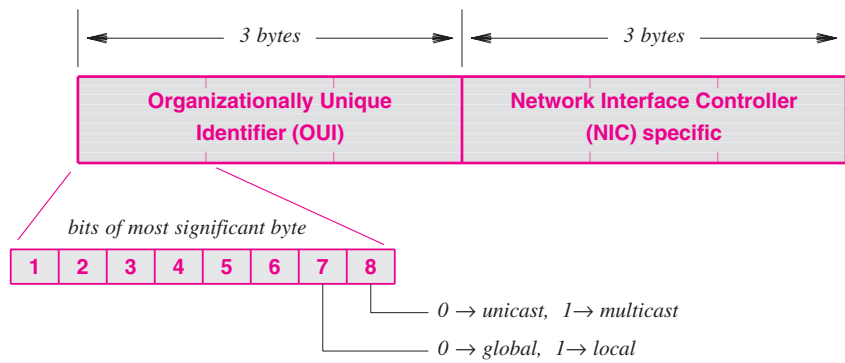 3 bytes 3 bytes
Organizationally Unique
Identifier (OUI)
Network Interface Controller
(NIC) specific
bits of most significant byte
1 2 3 4 5 6 7 8
0 → unicast, 1→ multicast
0 → global, 1→ local